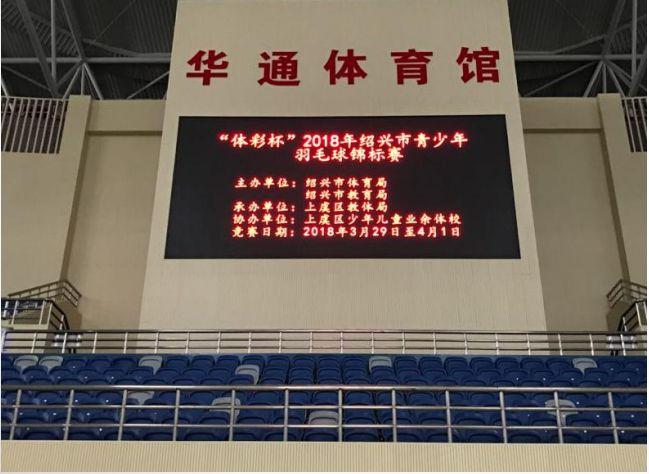 华通体育馆
“体彩杯”2018年绍兴市青少年
羽毛球锦标赛
主办单位：绍兴市体育局
绍兴市教育局
承办单位：上虞区教体局
协办单位：上虞区少年儿童业余体校
竞赛日期：2018年3月29日至4月1日